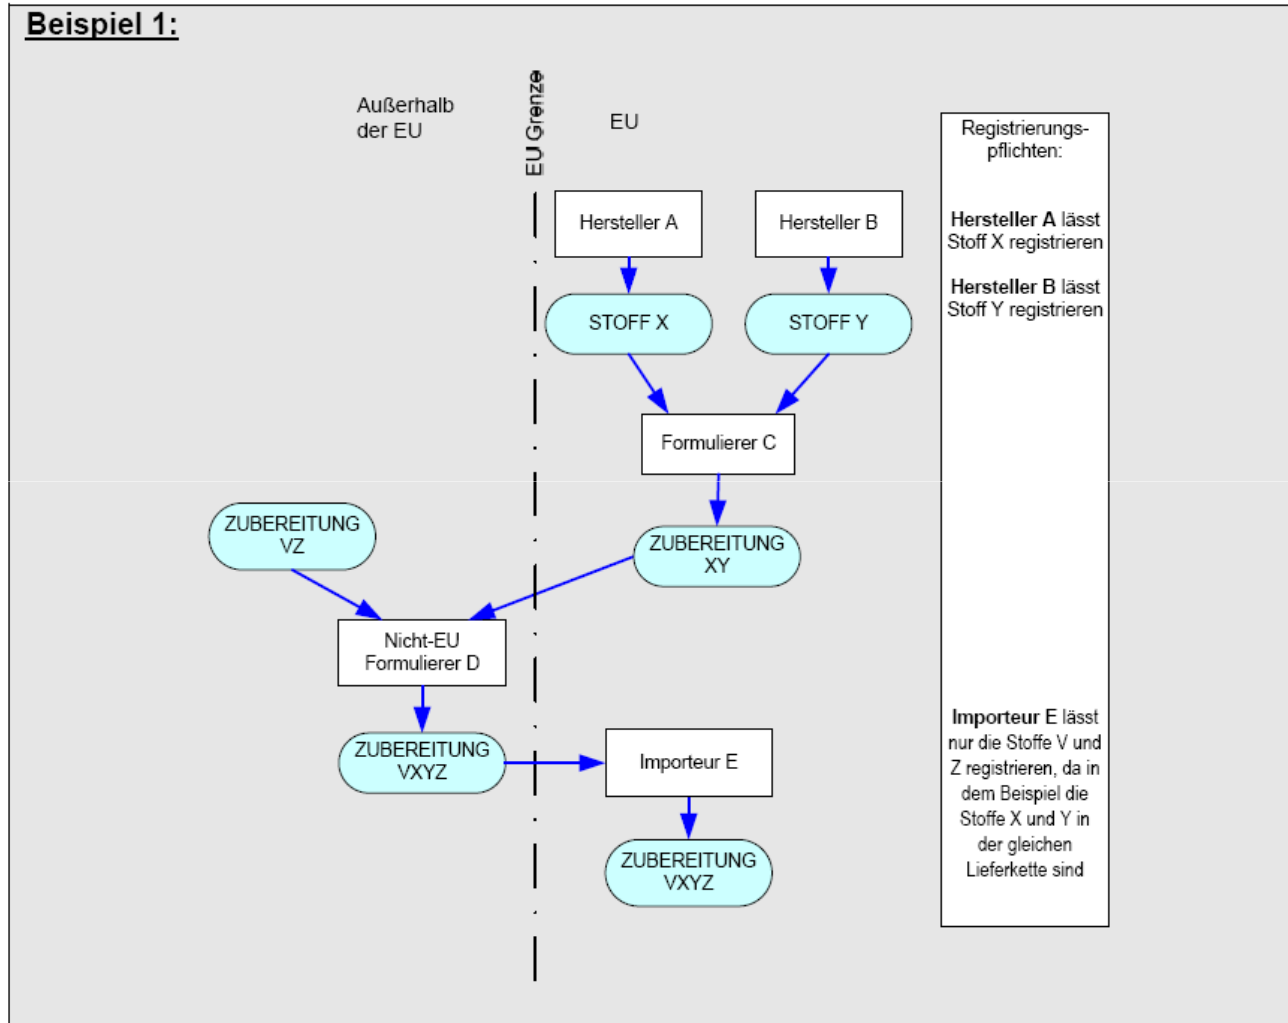 Beispiel 1:
Außerhalb
der EU
EU Grenze
EU
Registrierungs-
pflichten:
Hersteller A
Hersteller B
Hersteller A lässt
Stoff X registrieren
Hersteller B lässt
Stoff Y registrieren
STOFF X
STOFF Y
Formulierer C
ZUBEREITUNG
VZ
ZUBEREITUNG
XY
Nicht-EU
Formulierer D
ZUBEREITUNG
VXYZ
Importeur E
Importeur E lässt
nur die Stoffe V und
Z registrieren, da in
dem Beispiel die
Stoffe X und Y in
der gleichen
Lieferkette sind
ZUBEREITUNG
VXYZ